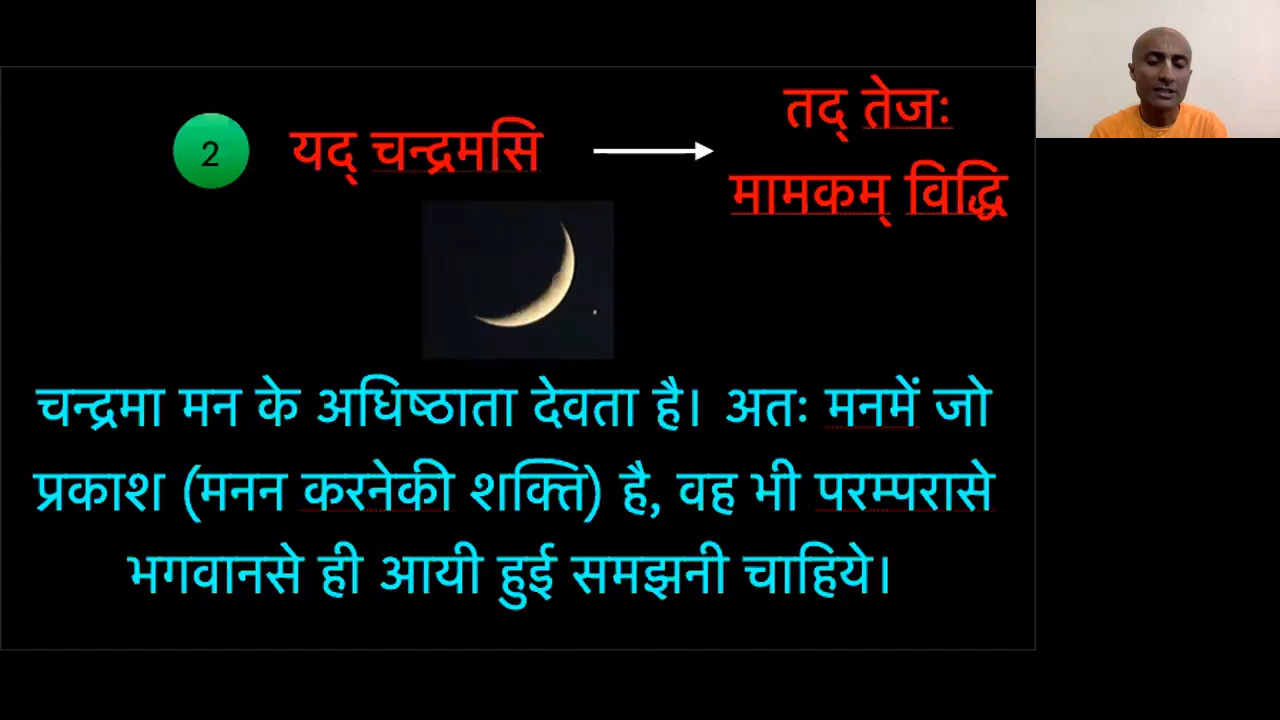 2
यद् चन्द्रमसि
तद् तेजः
मामकम् विद्धि
चन्द्रमा मन के अधिष्ठाता देवता है। अतः मनमें जो
प्रकाश (मनन करनेकी शक्ति) है, वह भी परम्परासे
भगवानसे ही आयी हुई समझनी चाहिये।